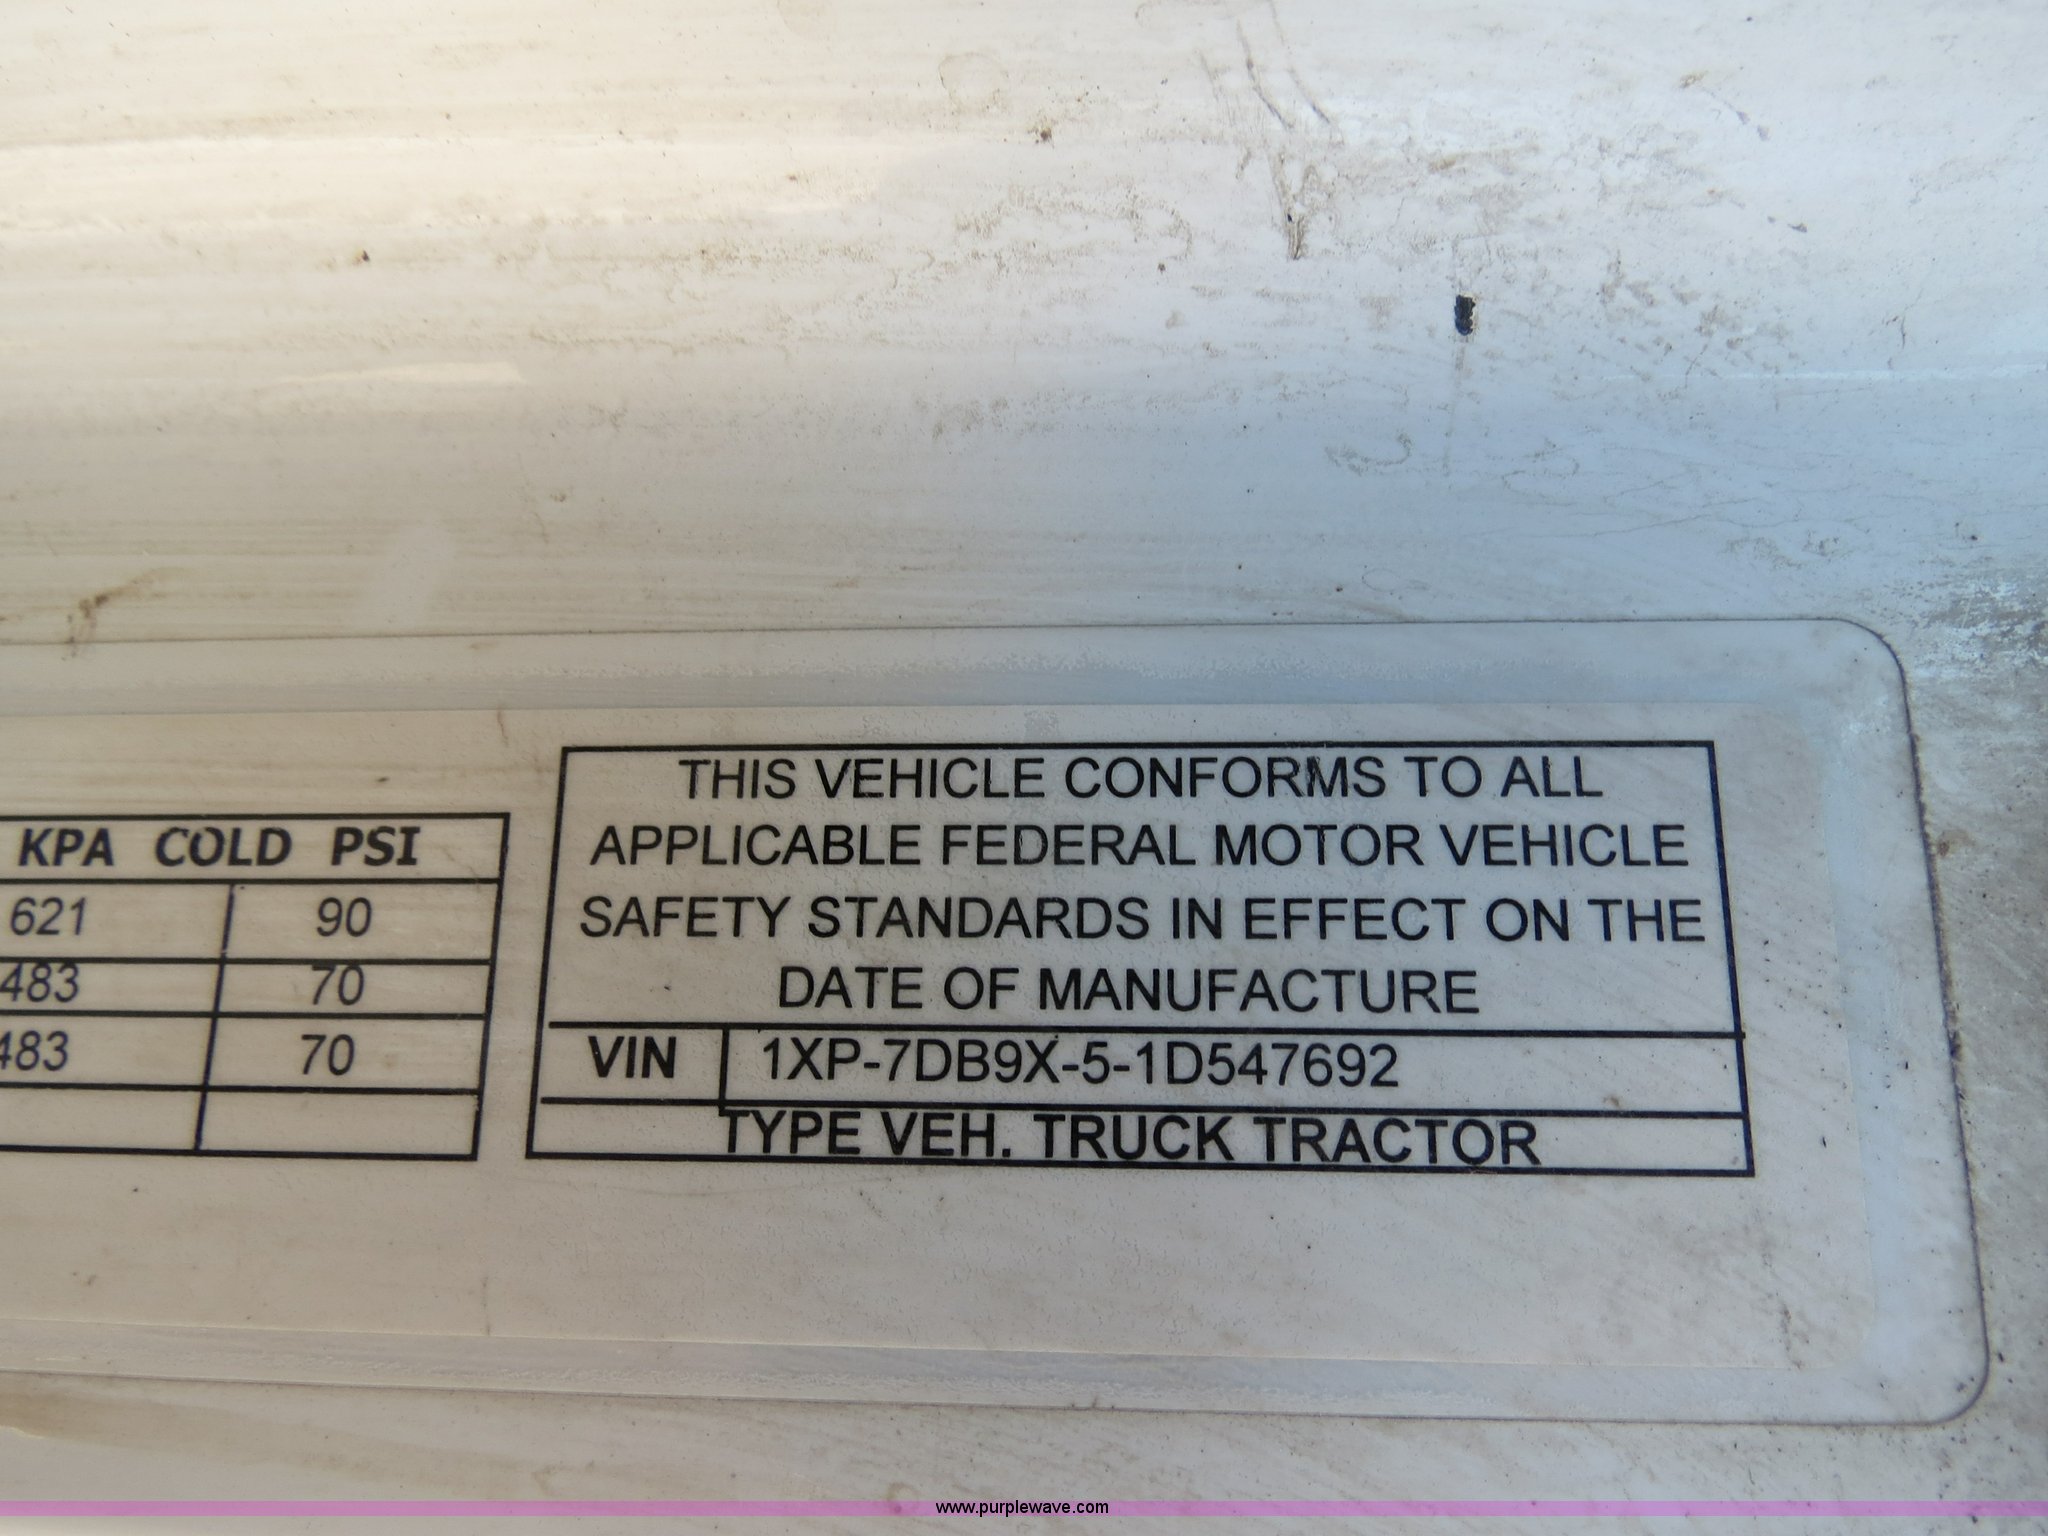 THIS VEHICLE CONFORMS TO ALL
APPLICABLE FEDERAL MOTOR VEHICLE
SAFETY STANDARDS IN EFFECT ON THE
DATE OF MANUFACTURE
VIN 1XP-7DB9X-5-1D547692
TYPE VEH. TRUCK TRACTOR
KPA COLD PSI
621 90
483 70
483 70
www.purplewave.com